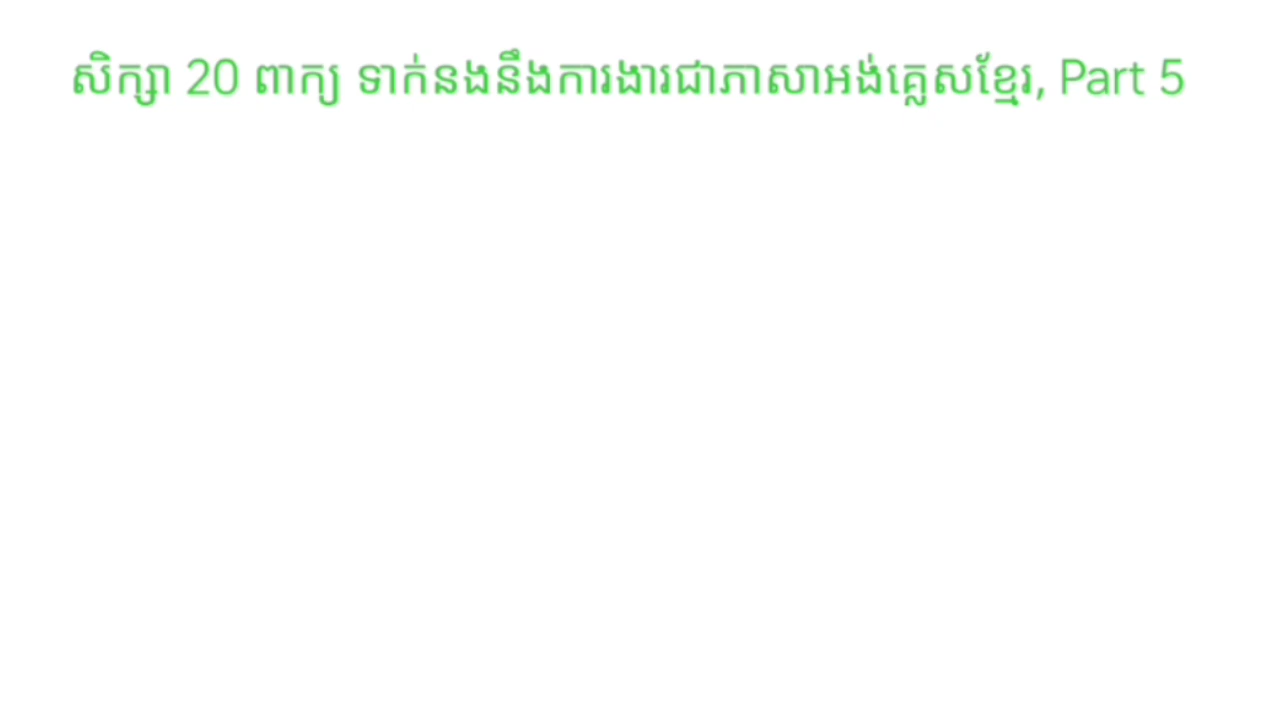 សិក្សា 20 ពាក្យ ទាក់នងនឹងការងារជាភាសាអង់គ្លេសខ្មែរ, Part 5